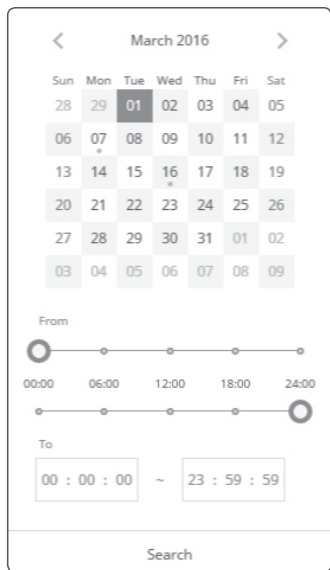 March 2016
Sun Mon Tue Wed Thu Fri Sat
28 29 01 02 03 04 05
06 07 08 09 10 11 12
13 14 15 16 17 18 19
20 21 22 23 24 25 26
27 28 29 30 31 01 02
03 04 05 06 07 08 09
From
00:00 06:00 12:00 18:00 24:00
To
00 : 00 : 00 ~ 23 : 59 : 59
Search